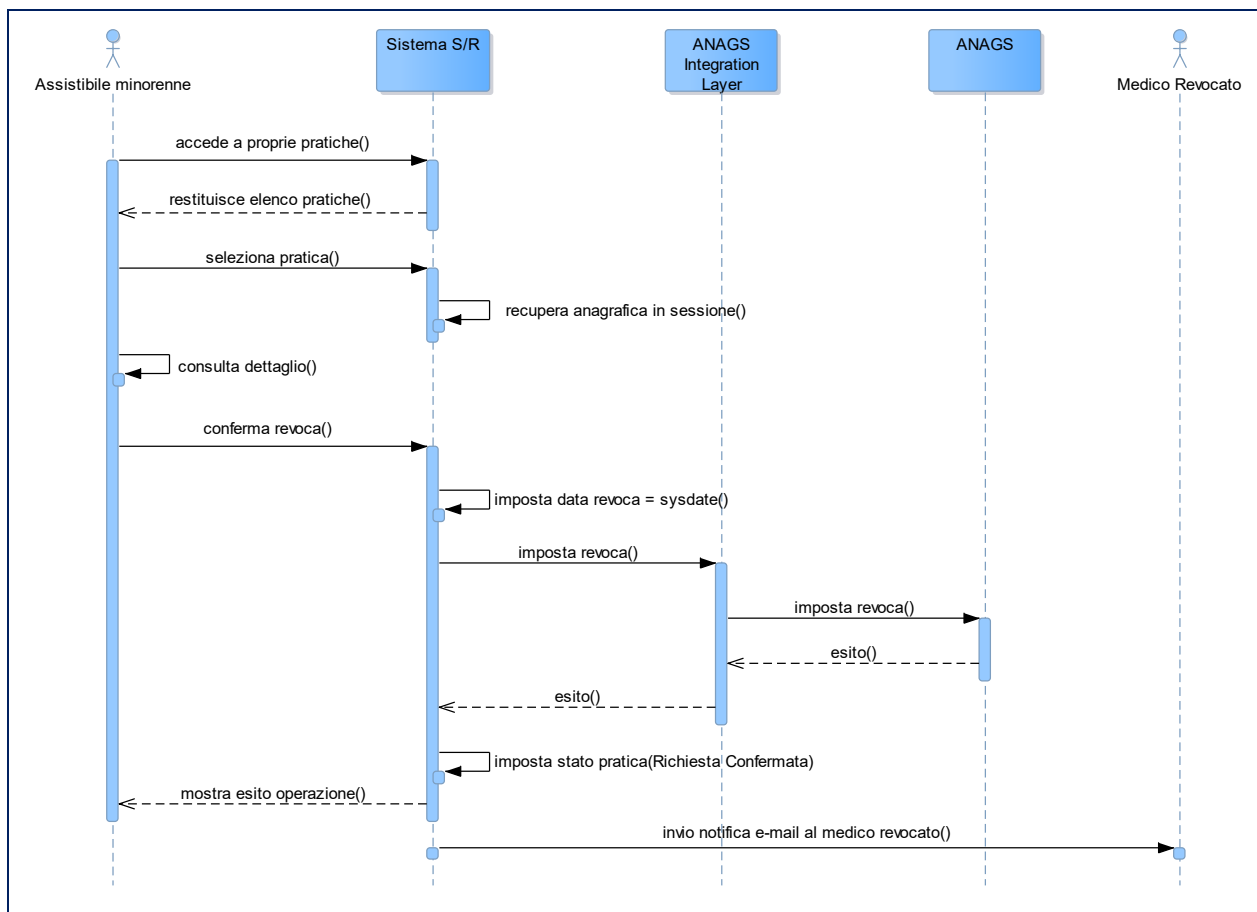 Sistema S/R
ANAGS
Integration
Layer
ANAGS
Assistibile minorenne
Medico Revocato
accede a proprie pratiche()
restituisce elenco pratiche()
seleziona pratica()
recupera anagrafica in sessione()
consulta dettaglio()
conferma revoca()
imposta data revoca = sysdate()
imposta revoca()
imposta revoca()
esito()
esito()
imposta stato pratica(Richiesta Confermata)
mostra esito operazione()
invio notifica e-mail al medico revocato()